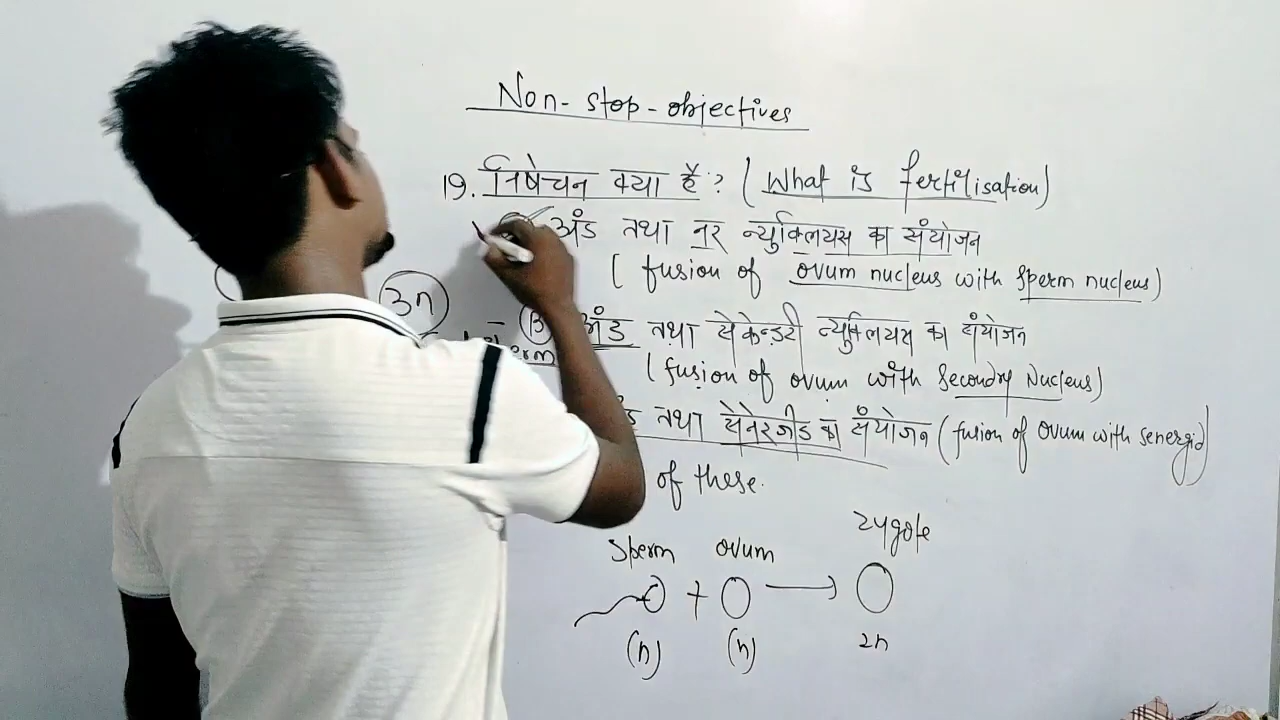 Non-stop-objectives
19. निषेचन क्या है? (What is fertilisation)
अंड तथा नर न्युक्लियस का संयोजन
( fusion of ovum nucleus with sperm nucleus)
3n
B अंड तथा सेकेन्डरी न्युक्लियस का संयोजन
(fusion of ovum with Secondry Nucleus)
तथा सेनेरजीड का संयोजन (fusion of ovum with senergid)
of these.
Sperm ovum zygote
+
(n) (n) 2n